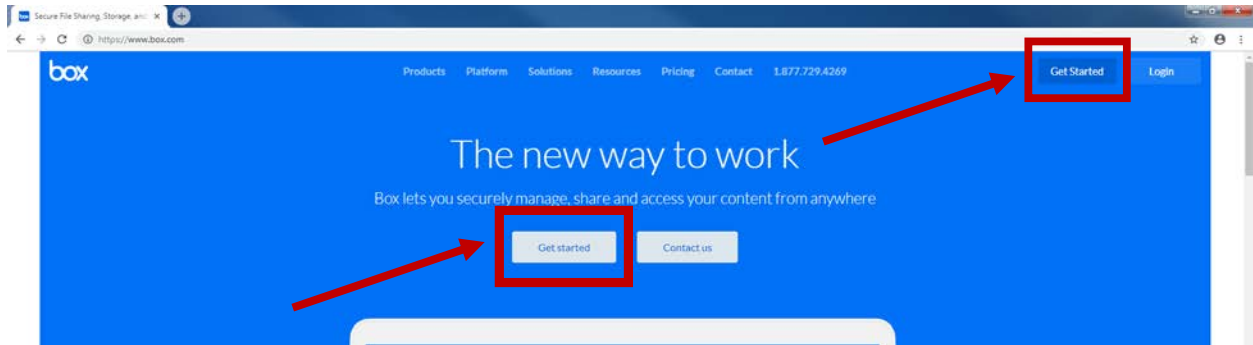 box Secure File Sharing, Storage, and
https://www.box.com
box Products Platform Solutions Resources Pricing Contact 1.877.729.4269 Get Started Login
The new way to work
Box lets you securely manage, share and access your content from anywhere
Get started Contact us